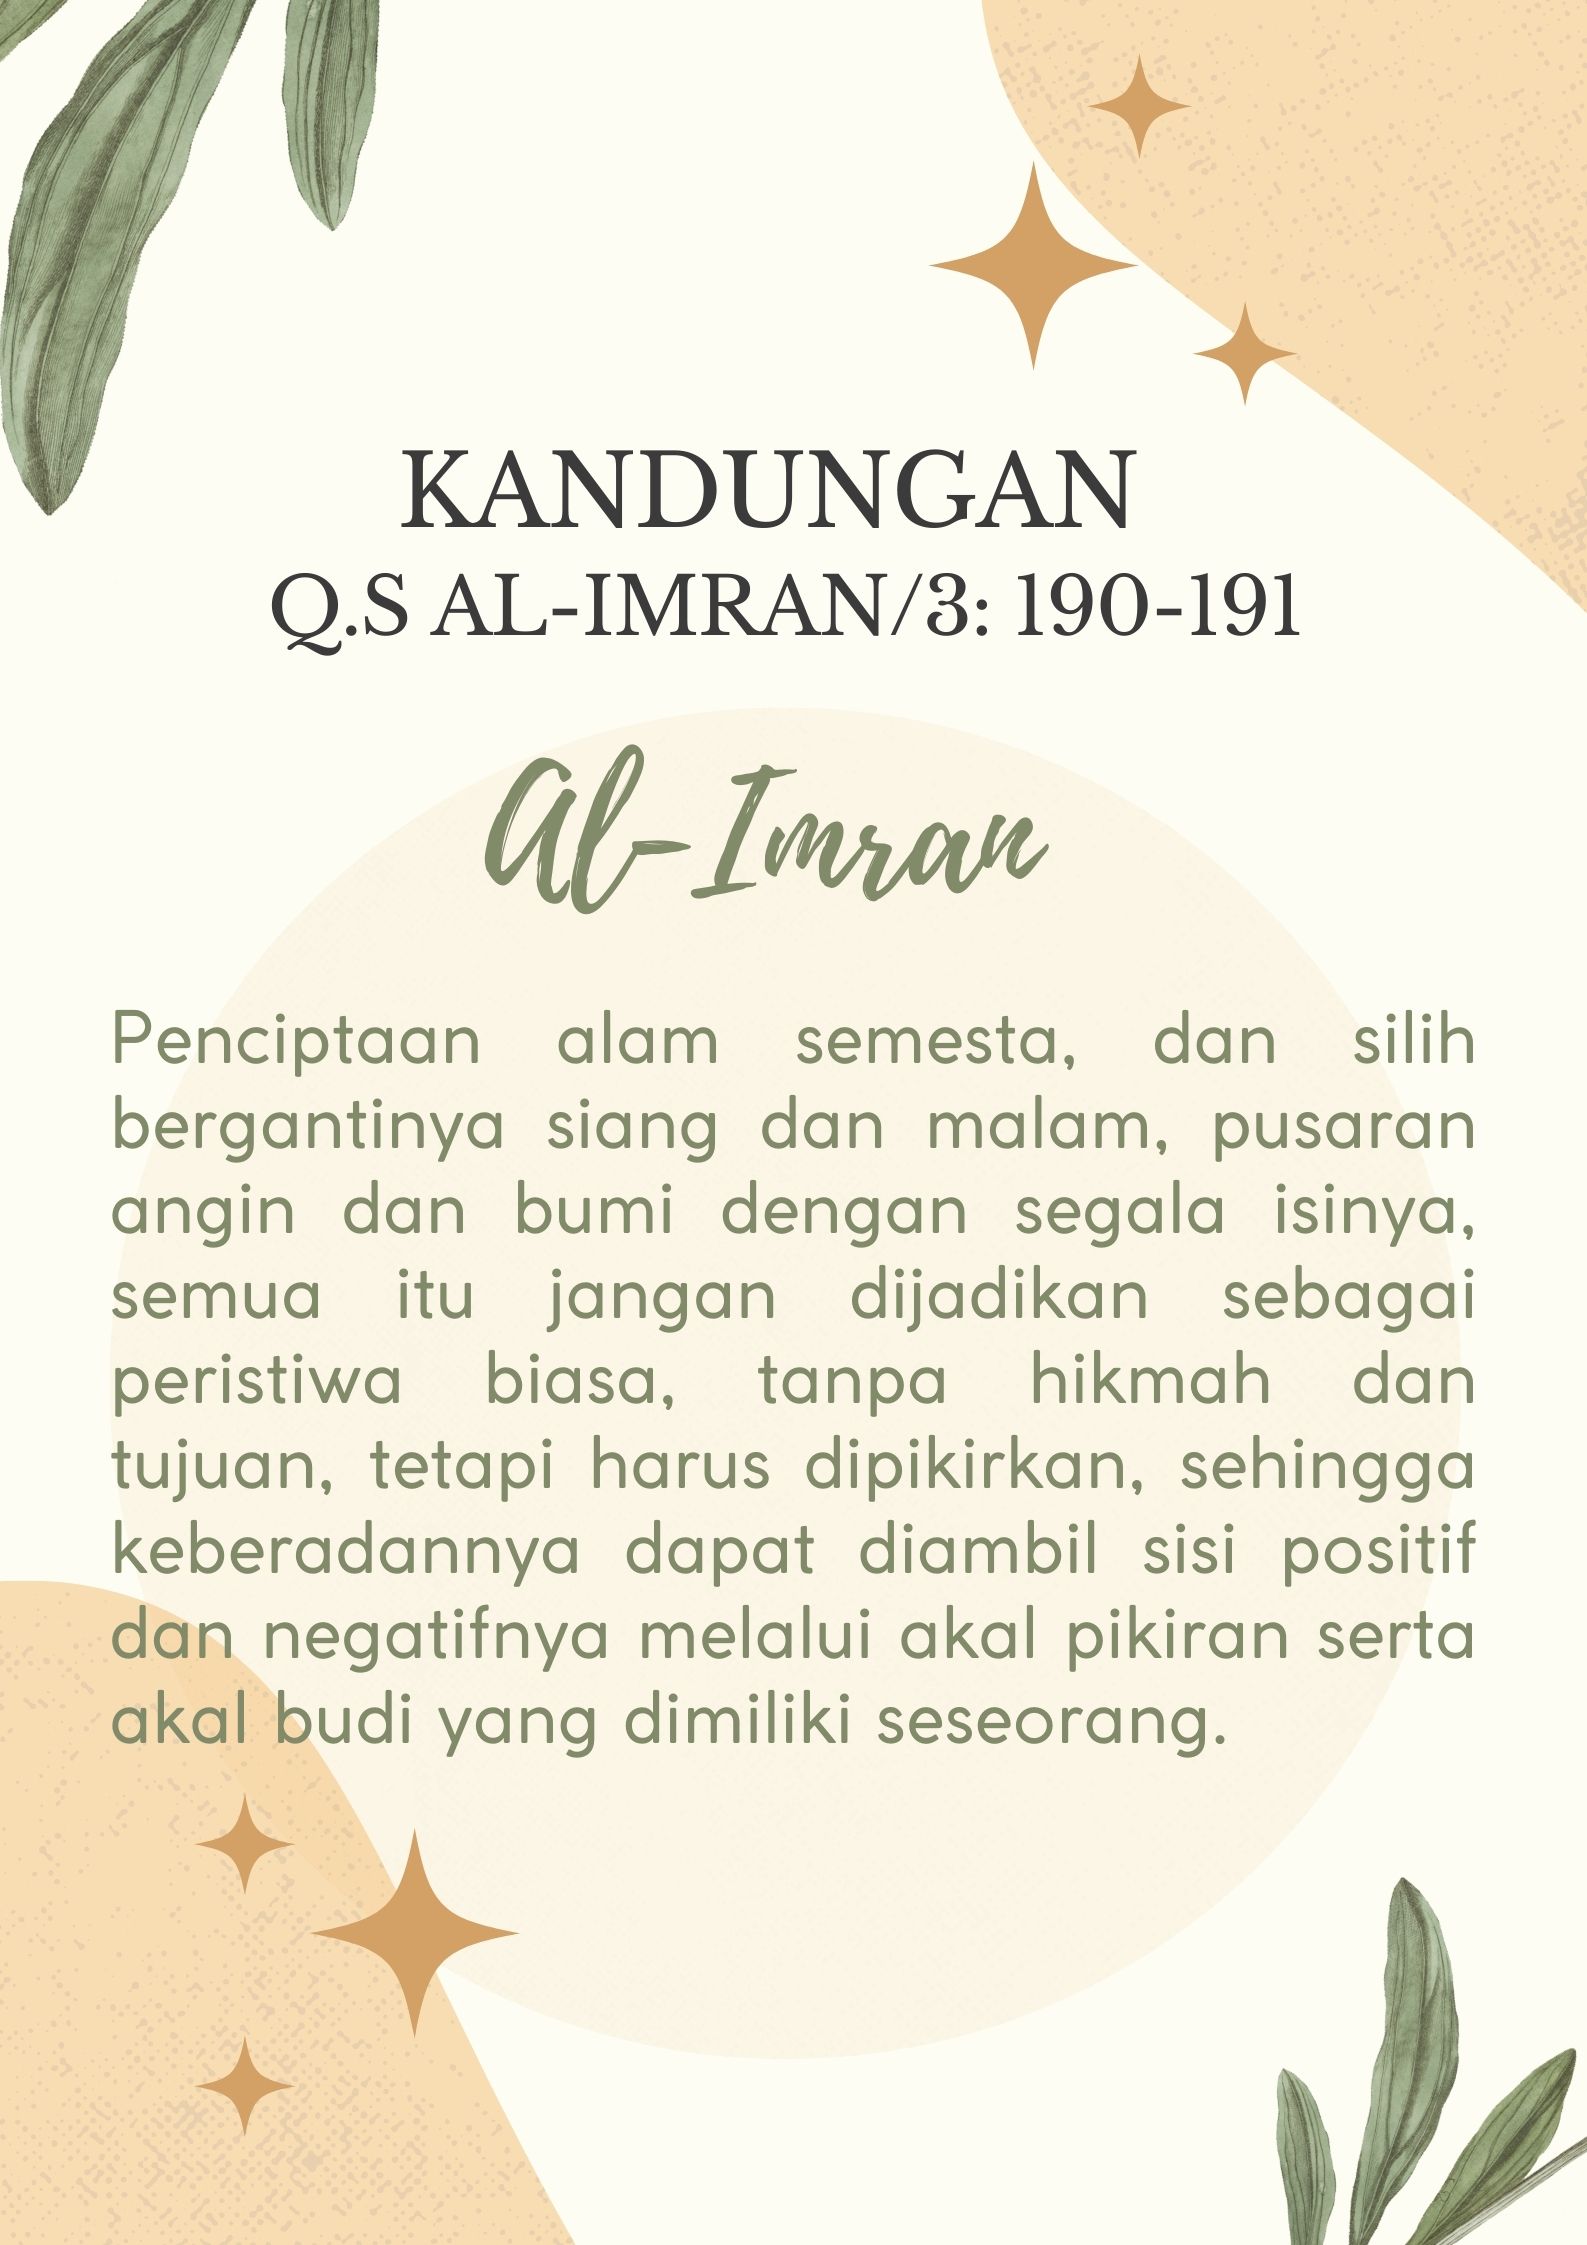 KANDUNGAN
Q.S AL-IMRAN/3: 190-191
Al-Imran
Penciptaan alam semesta, dan silih
bergantinya siang dan malam, pusaran
angin dan bumi dengan segala isinya,
semua itu jangan dijadikan sebagai
peristiwa biasa, tanpa hikmah dan
tujuan, tetapi harus dipikirkan, sehingga
keberadannya dapat diambil sisi positif
dan negatifnya melalui akal pikiran serta
akal budi yang dimiliki seseorang.